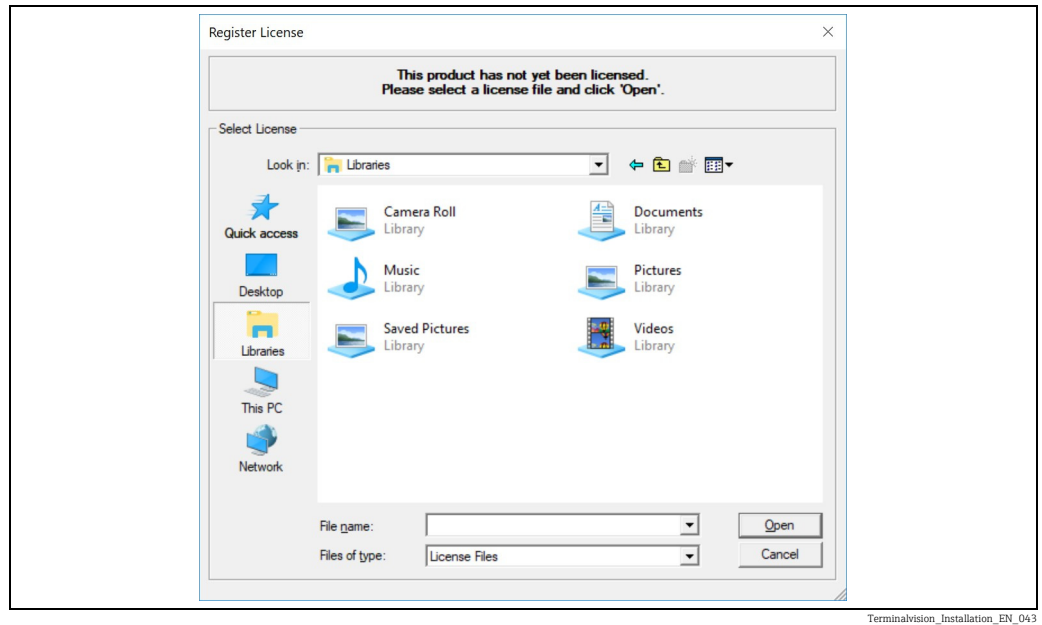 Register License
This product has not yet been licensed.
Please select a license file and click 'Open'.
Select License
Look in:
Libraries
Quick access
Desktop
Libraries
This PC
Network
Camera Roll
Library
Documents
Library
Music
Library
Pictures
Library
Saved Pictures
Library
Videos
Library
File name:
Open
Files of type:
License Files
Cancel
Terminalvision_Installation_EN_043